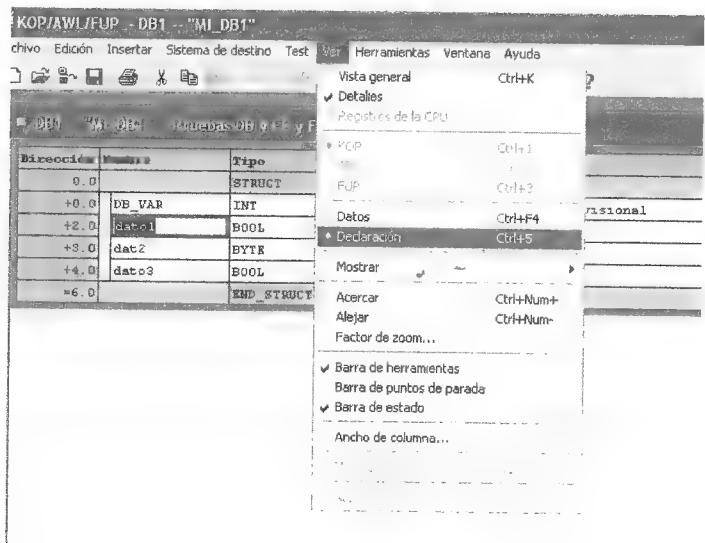 KOP/AWL/FUP - DB1 -- "MI_DB1"
chivo Edición Insertar Sistema de destino Test Ver Herramientas Ventana Ayuda
Vista general Ctrl+K
Detalles
Registros de la CPU
KOP Ctrl+1
FUP Ctrl+3
Datos Ctrl+F4
Declaración Ctrl+5
Mostrar
Acercar Ctrl+Num+
Alejar Ctrl+Num-
Factor de zoom...
Barra de herramientas
Barra de puntos de parada
Barra de estado
Ancho de columna...
Dirección Nombre Tipo
0.0 STRUCT
+0.0 DB_VAR INT visional
+2.0 dato1 BOOL
+3.0 dat2 BYTE
+4.0 dato3 BOOL
=6.0 END_STRUCT